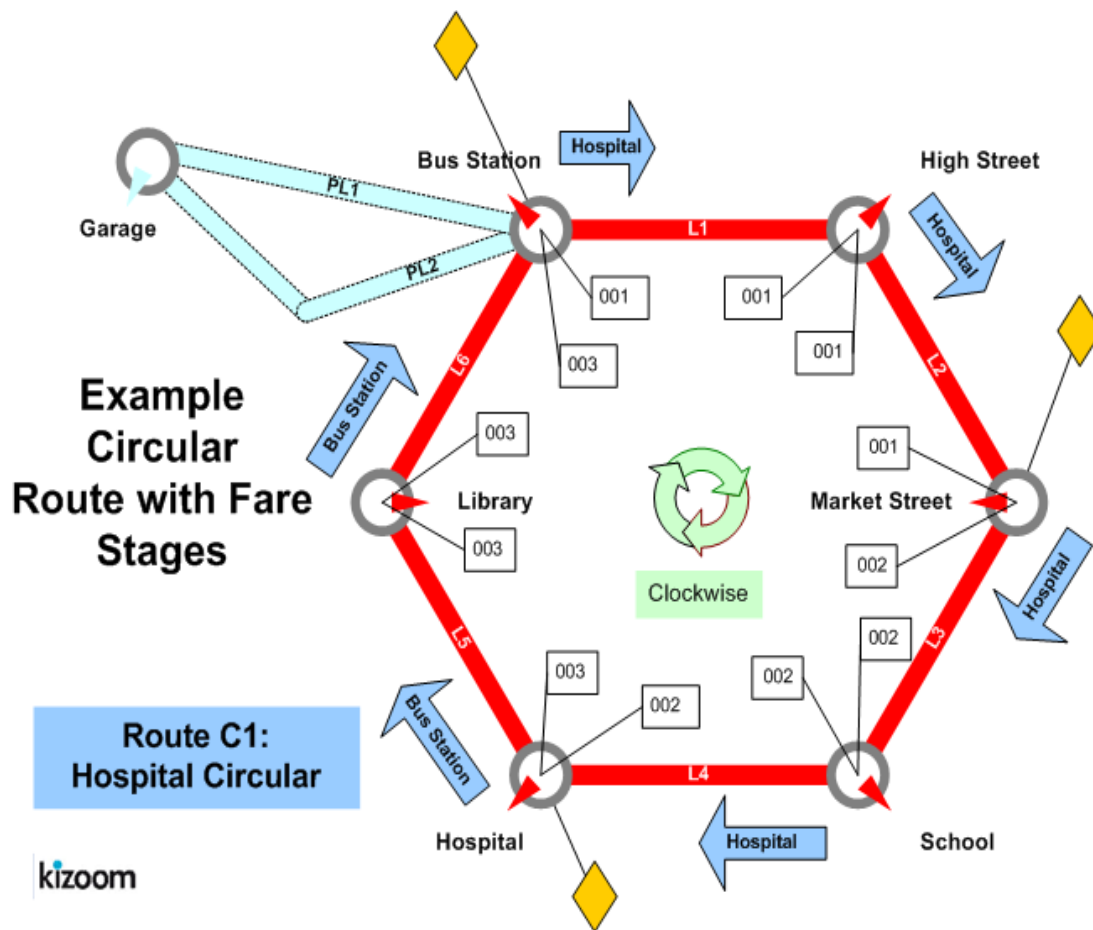 Bus Station
Hospital
High Street
Garage
PL1
PL2
L1
Hospital
001
001
003
001
L6
L2
Bus Station
Example
Circular
Route with Fare
Stages
003
Library
003
001
Market Street
002
Clockwise
Hospital
L5
L3
002
003
002
002
Bus Station
L4
Route C1:
Hospital Circular
Hospital
Hospital
School
kizoom